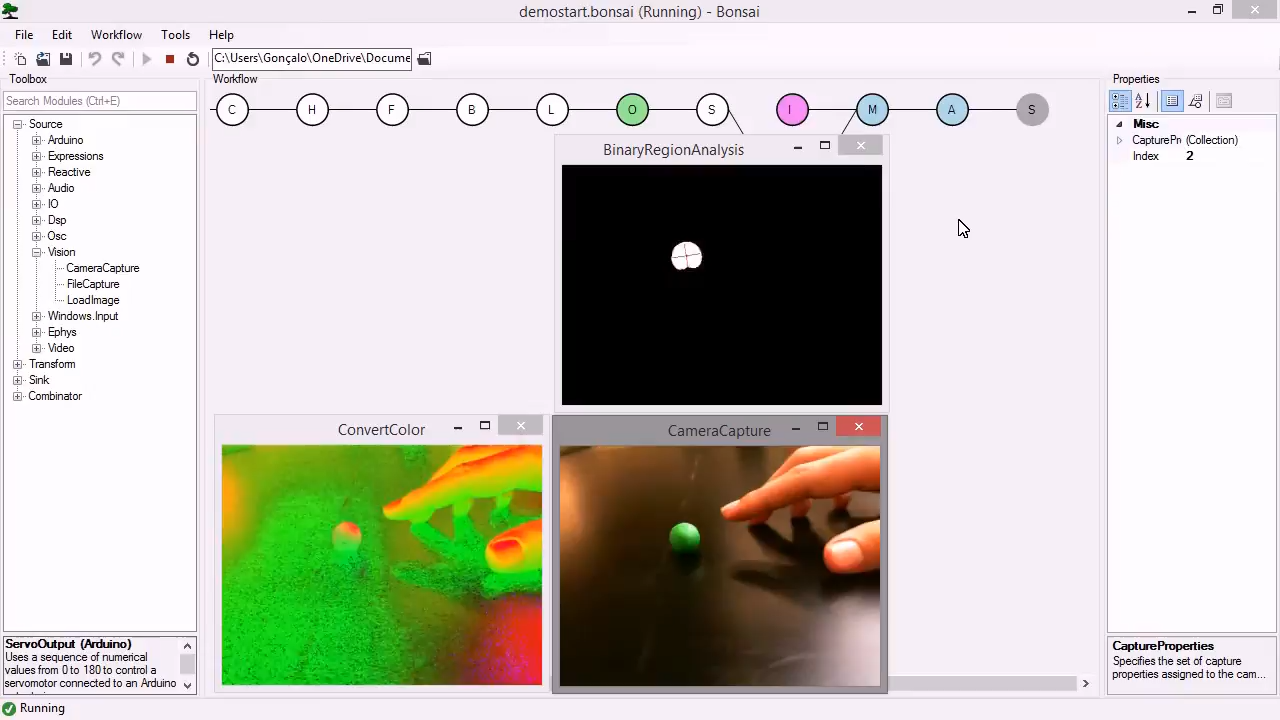 demostart.bonsai (Running) - Bonsai
File Edit Workflow Tools Help
C:\Users\Gonçalo\OneDrive\Docume
Toolbox
Workflow
Properties
Search Modules (Ctrl+E)
Source
Arduino
Expressions
Reactive
Audio
IO
Dsp
Osc
Vision
CameraCapture
FileCapture
LoadImage
Windows.Input
Ephys
Video
Transform
Sink
Combinator
C H F B L O S I M A S
BinaryRegionAnalysis
ConvertColor
CameraCapture
Misc
CapturePr (Collection)
Index 2
ServoOutput (Arduino)
Uses a sequence of numerical
values from 0 to 180 to control a
servomotor connected to an Arduino
CaptureProperties
Specifies the set of capture
properties assigned to the cam...
Running